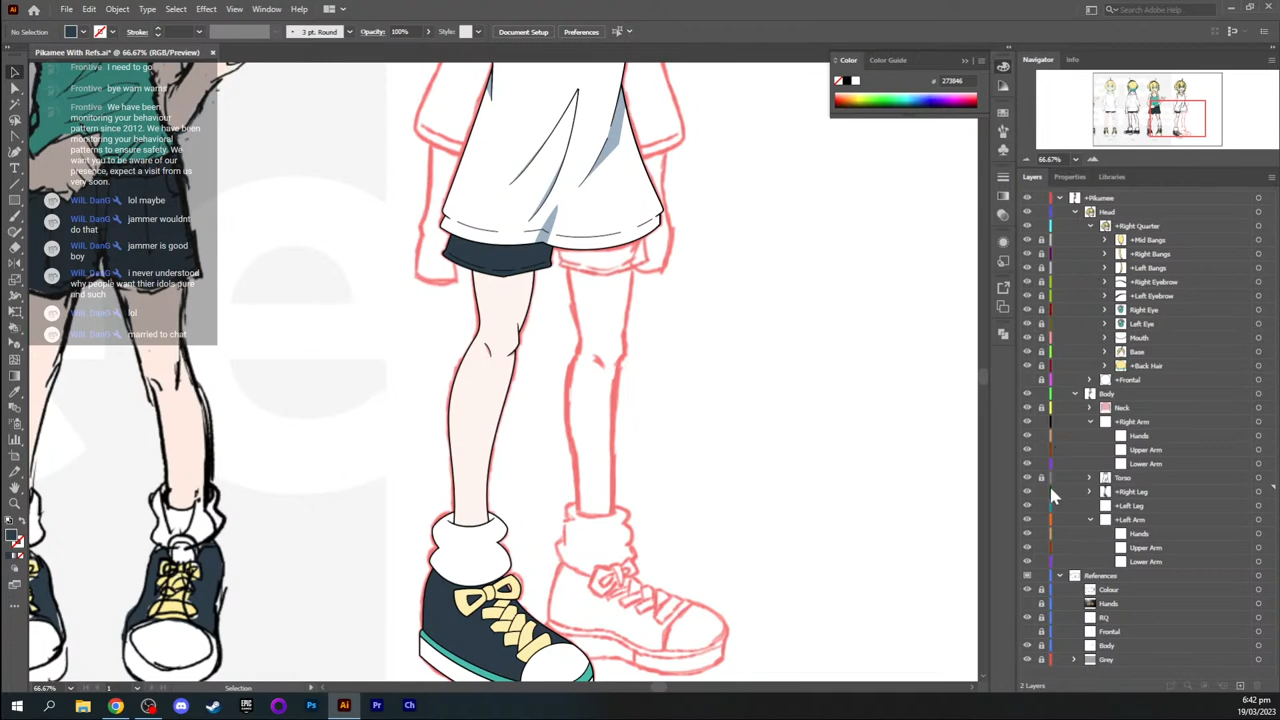 Ai File Edit Object Type Select Effect View Window Help Search Adobe Help
No Selection Stroke: 3 pt. Round Opacity: 100% Style: Document Setup Preferences
Pikamee With Refs.ai* @ 66.67% (RGB/Preview) ×
Frontive I need to go
Frontive bye warn warns
Frontive We have been
monitoring your behaviour
pattern since 2012. We have
been monitoring your behavioral
patterns to ensure safety. We
want you to be aware of our
presence, expect a visit from us
very soon.
WilL DanG lol maybe
WilL DanG jammer wouldnt
do that
WilL DanG jammer is good
boy
WilL DanG i never understood
why people want thier idols pure
and such
WilL DanG lol
WilL DanG married to chat
Color Color Guide
# 273846
Navigator Info
66.67%
Layers Properties Libraries
+Pikamee
Head
+Right Quarter
+Mid Bangs
+Right Bangs
+Left Bangs
+Right Eyebrow
+Left Eyebrow
Right Eye
Left Eye
Mouth
Base
+Back Hair
+Frontal
Body
Neck
+Right Arm
Hands
Upper Arm
Lower Arm
Torso
+Right Leg
+Left Leg
+Left Arm
Hands
Upper Arm
Lower Arm
References
Colour
Hands
RQ
Frontal
Body
Grey
2 Layers
66.67% 1 Selection
EPIC Ps Ai Pr Ch
6:42 pm
19/03/2023